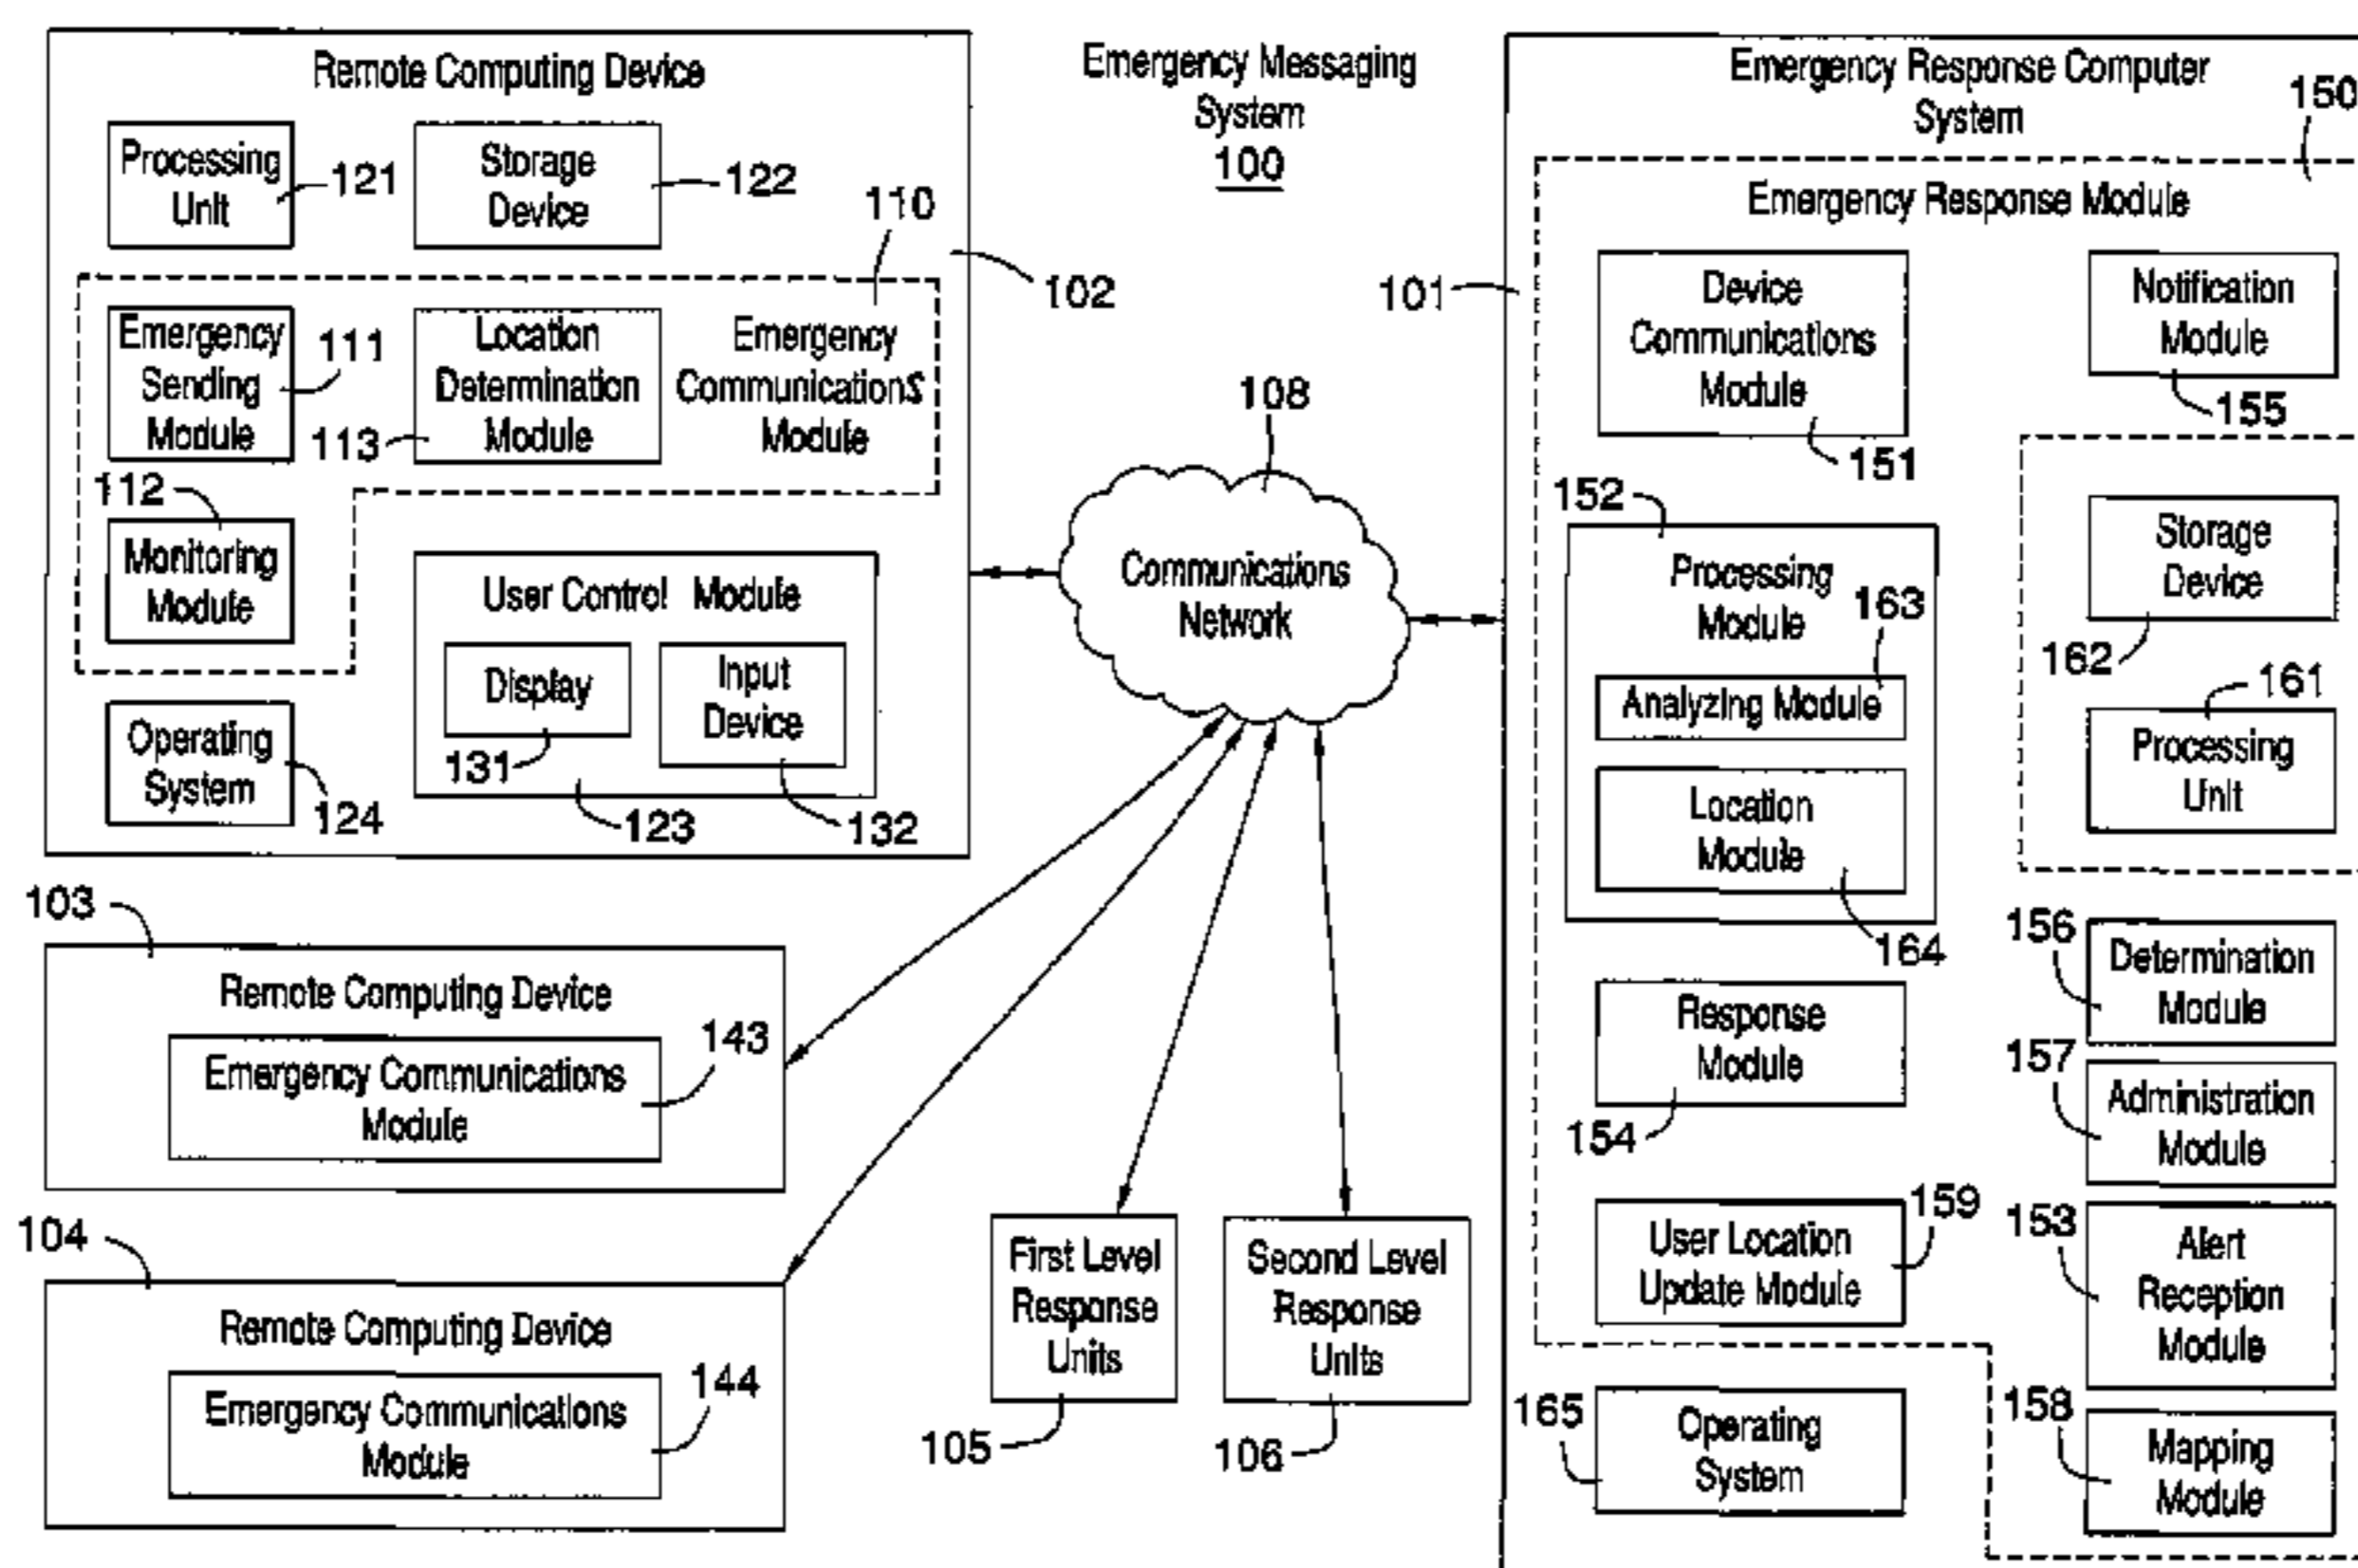 Remote Computing Device
Processing
Unit
121
Storage
Device
122
110
102
Emergency
Sending
Module
111
Location
Determination
Module
113
Emergency
Communications
Module
112
Monitoring
Module
User Control Module
Display
131
Input
Device
132
123
Operating
System
124
103
Remote Computing Device
Emergency Communications
Module
143
104
Remote Computing Device
Emergency Communications
Module
144
Emergency Messaging
System
100
108
Communications
Network
First Level
Response
Units
105
Second Level
Response
Units
106
Emergency Response Computer
System
150
101
Emergency Response Module
Device
Communications
Module
151
Notification
Module
155
152
Processing
Module
163
Analyzing Module
Location
Module
164
Storage
Device
162
161
Processing
Unit
Response
Module
154
156
Determination
Module
157
Administration
Module
User Location
Update Module
159
153
Alert
Reception
Module
165
Operating
System
158
Mapping
Module